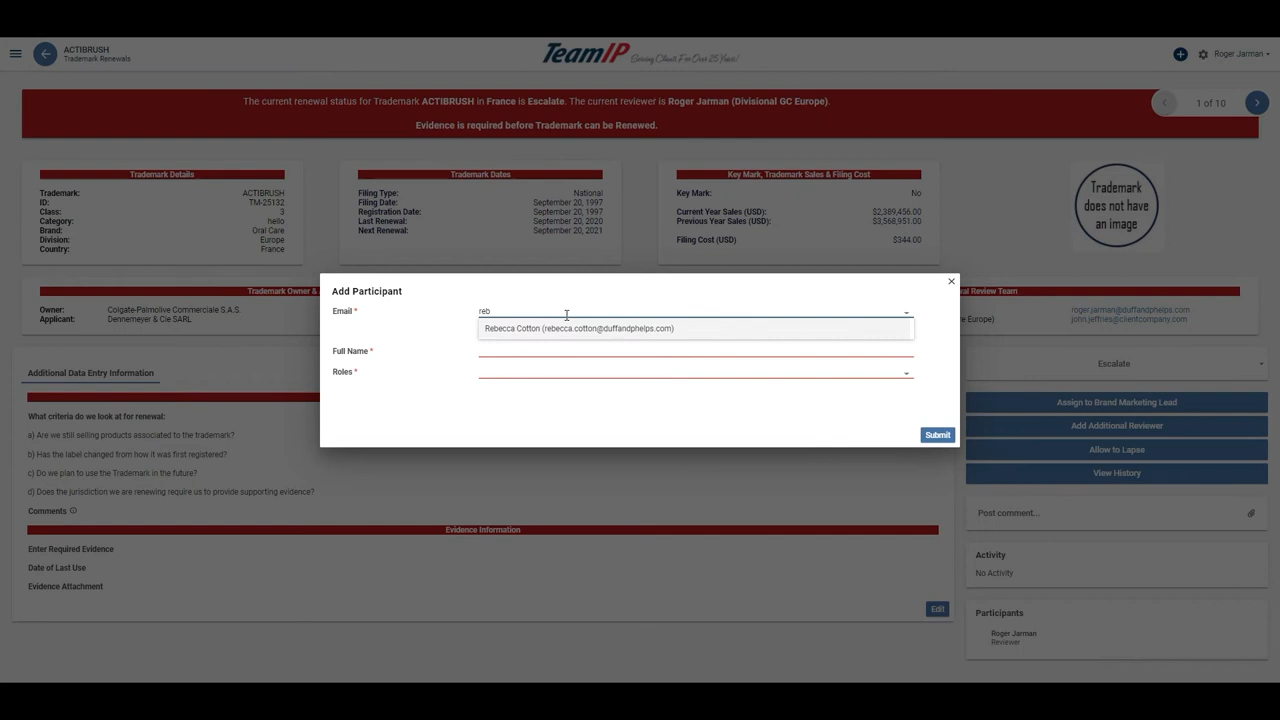 ACTIBRUSH
Trademark Renewals
TeamIP Serving Clients For Over 25 Years!
Roger Jarman
The current renewal status for Trademark ACTIBRUSH in France is Escalate. The current reviewer is Roger Jarman (Divisional GC Europe).
Evidence is required before Trademark can be Renewed.
1 of 10
Trademark Details
Trademark: ACTIBRUSH
ID: TM-25132
Class: 3
Category: hello
Brand: Oral Care
Division: Europe
Country: France
Trademark Dates
Filing Type: National
Filing Date: September 20, 1997
Registration Date: September 20, 1997
Last Renewal: September 20, 2020
Next Renewal: September 20, 2021
Key Mark, Trademark Sales & Filing Cost
Key Mark: No
Current Year Sales (USD): $2,389,456.00
Previous Year Sales (USD): $3,568,951.00
Filing Cost (USD) $344.00
Trademark
does not have
an image
Trademark Owner &
Owner: Colgate-Palmolive Commerciale S.A.S.
Applicant: Dennemeyer & Cie SARL
ral Review Team
roger.jarman@duffandphelps.com
e Europe) john.jeffries@clientcompany.com
Add Participant
×
Email * reb
Rebecca Cotton (rebecca.cotton@duffandphelps.com)
Full Name *
Roles *
Submit
Additional Data Entry Information
What criteria do we look at for renewal:
a) Are we still selling products associated to the trademark?
b) Has the label changed from how it was first registered?
c) Do we plan to use the Trademark in the future?
d) Does the jurisdiction we are renewing require us to provide supporting evidence?
Comments
Evidence Information
Enter Required Evidence
Date of Last Use
Evidence Attachment
Edit
Escalate
Assign to Brand Marketing Lead
Add Additional Reviewer
Allow to Lapse
View History
Post comment...
Activity
No Activity
Participants
Roger Jarman
Reviewer